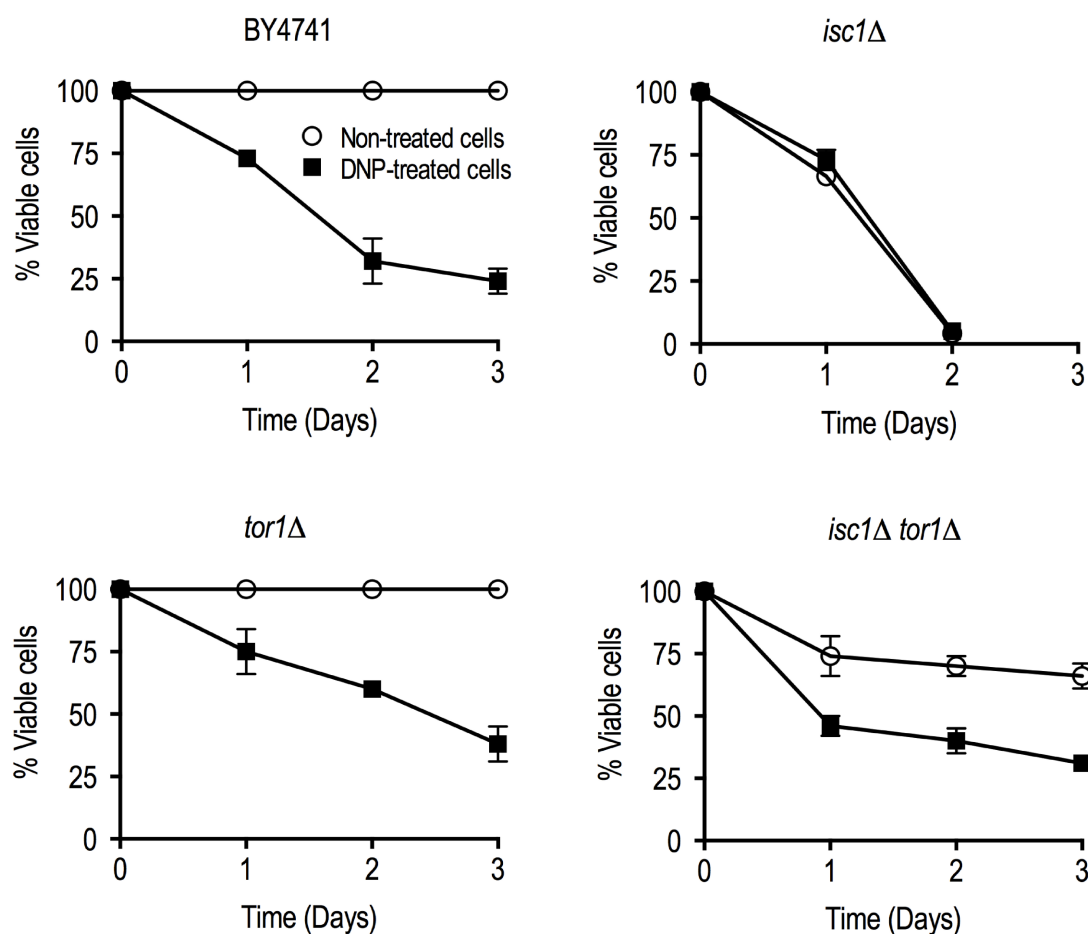 BY4741
% Viable cells
100
75
50
25
0
Non-treated cells
DNP-treated cells
0 1 2 3
Time (Days)
isc1Δ
% Viable cells
100
75
50
25
0
0 1 2 3
Time (Days)
tor1Δ
% Viable cells
100
75
50
25
0
0 1 2 3
Time (Days)
isc1Δ tor1Δ
% Viable cells
100
75
50
25
0
0 1 2 3
Time (Days)